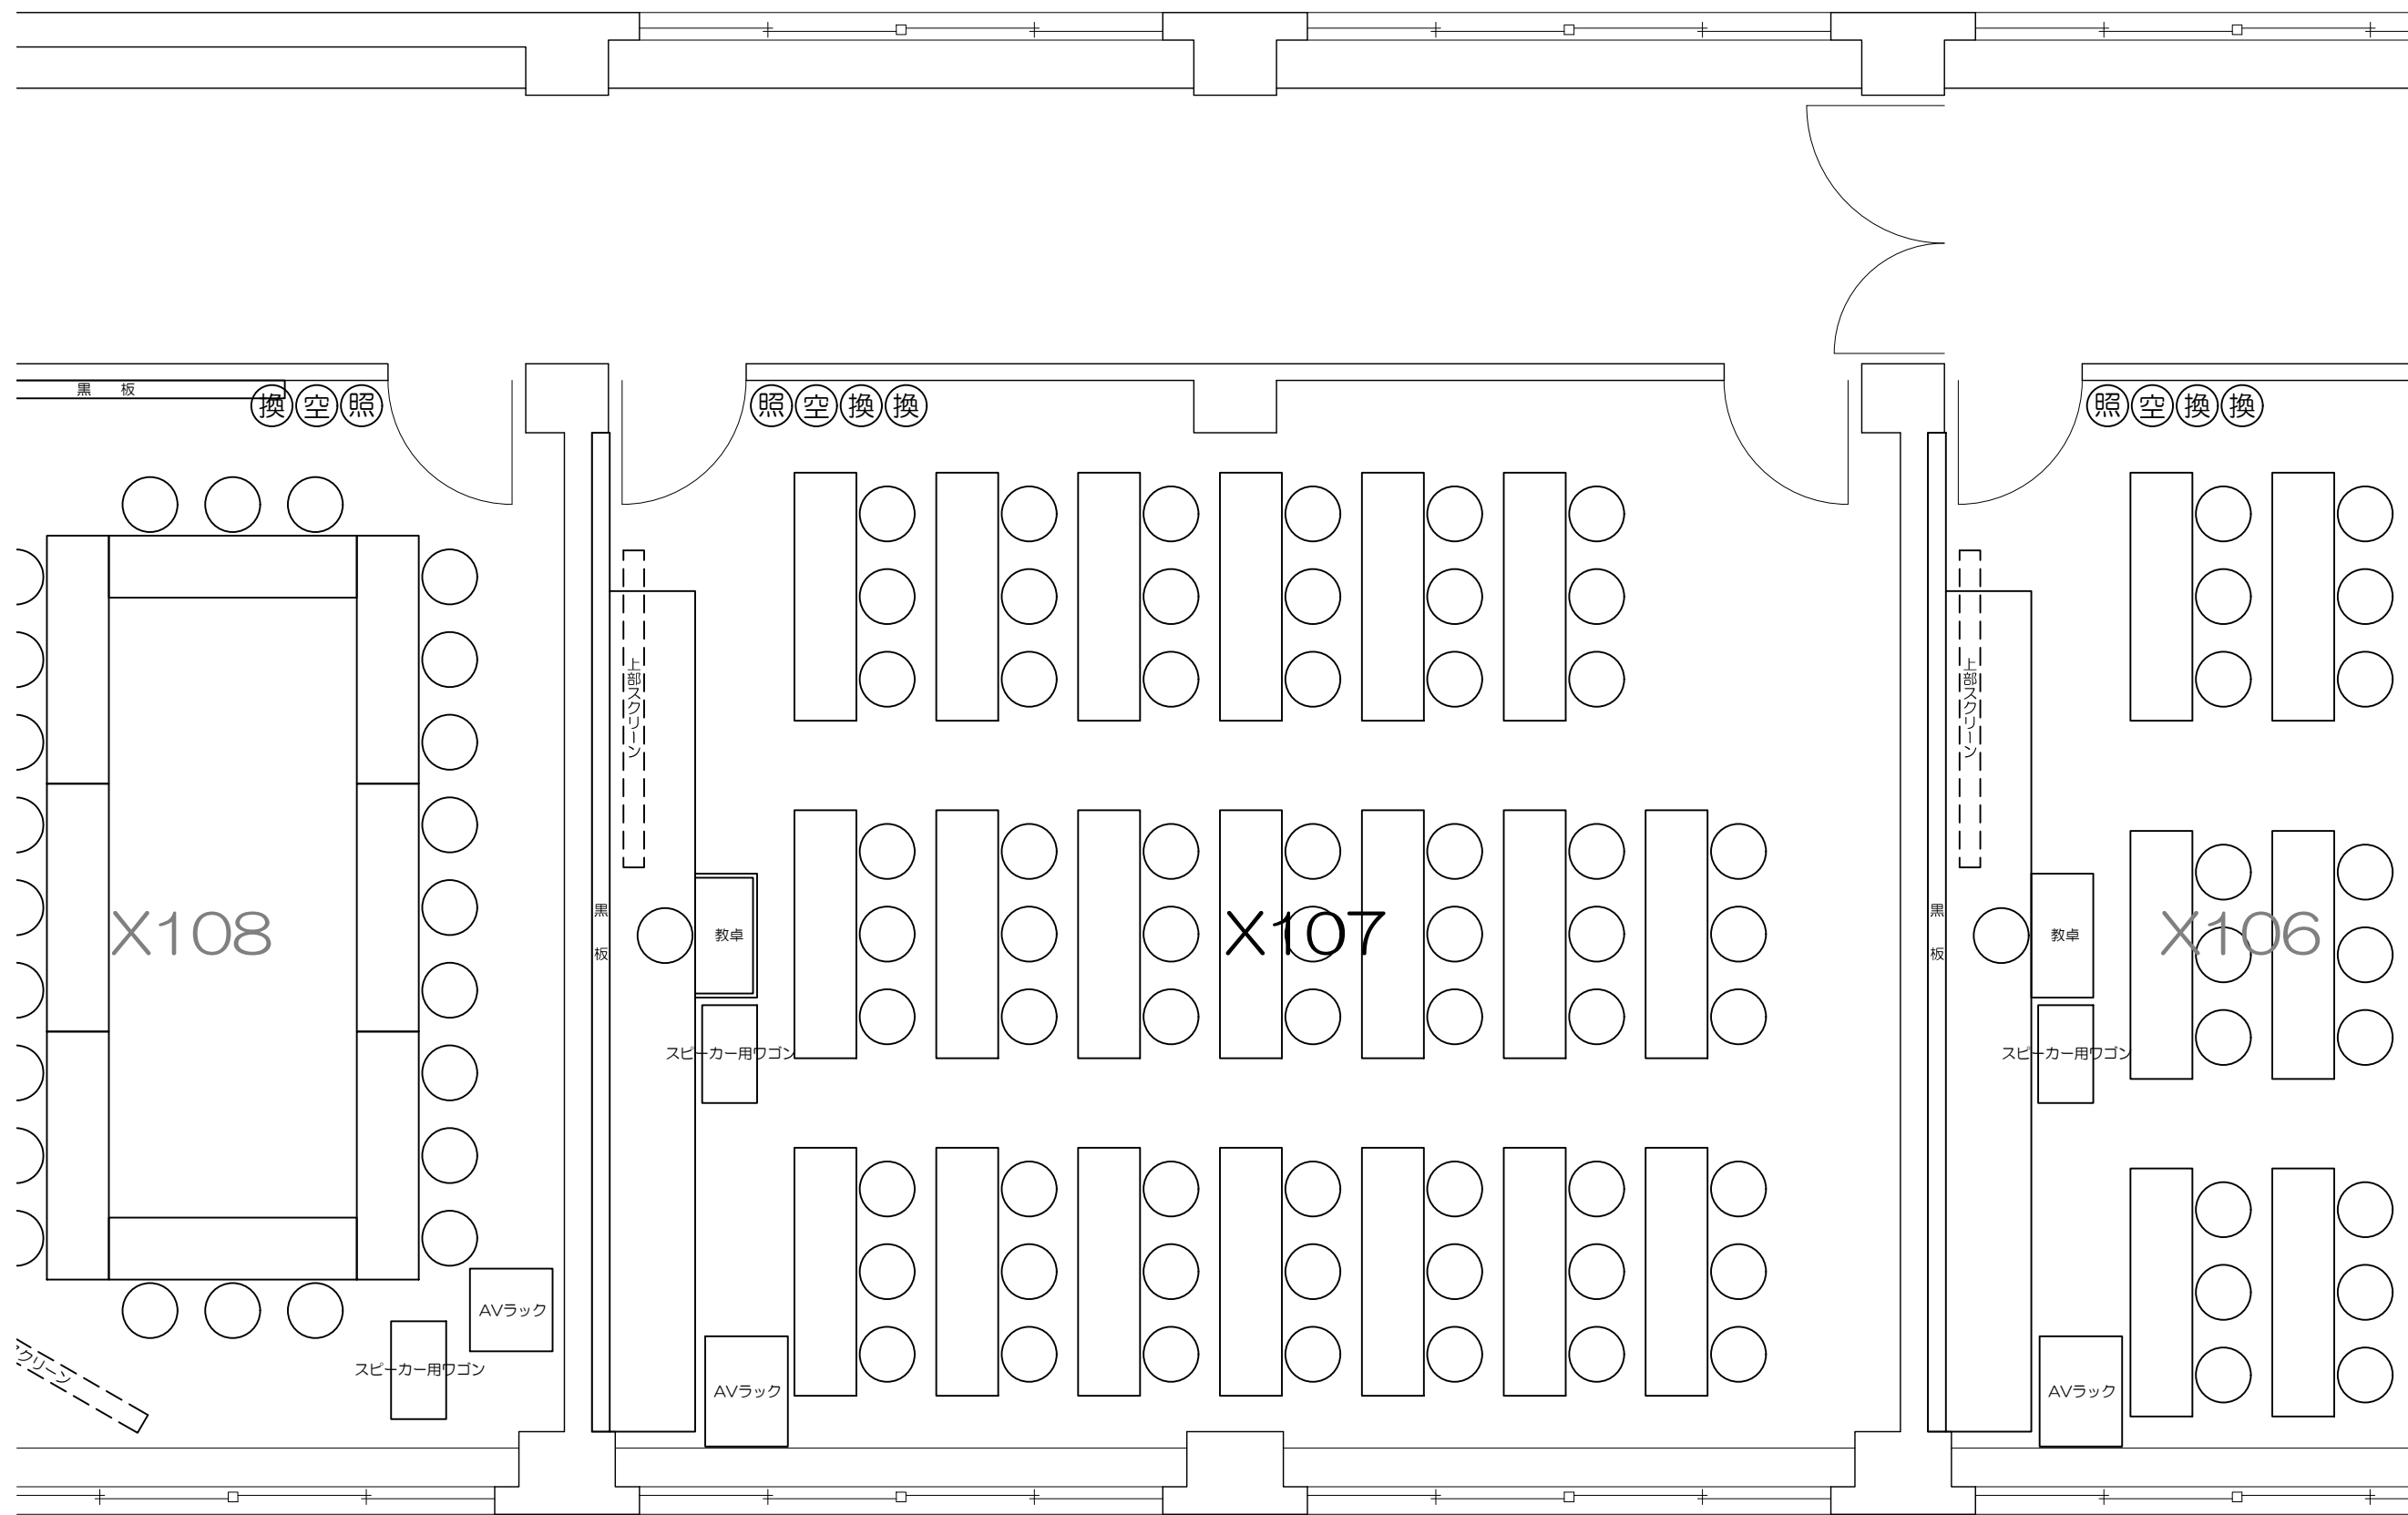 黒 板
換 空 照
照 空 換 換
照 空 換 換
上部スクリーン
上部スクリーン
X108
黒 板
教卓
X107
黒 板
教卓
X106
スピーカー用ワゴン
スピーカー用ワゴン
AVラック
スピーカー用ワゴン
クリーン
AVラック
AVラック